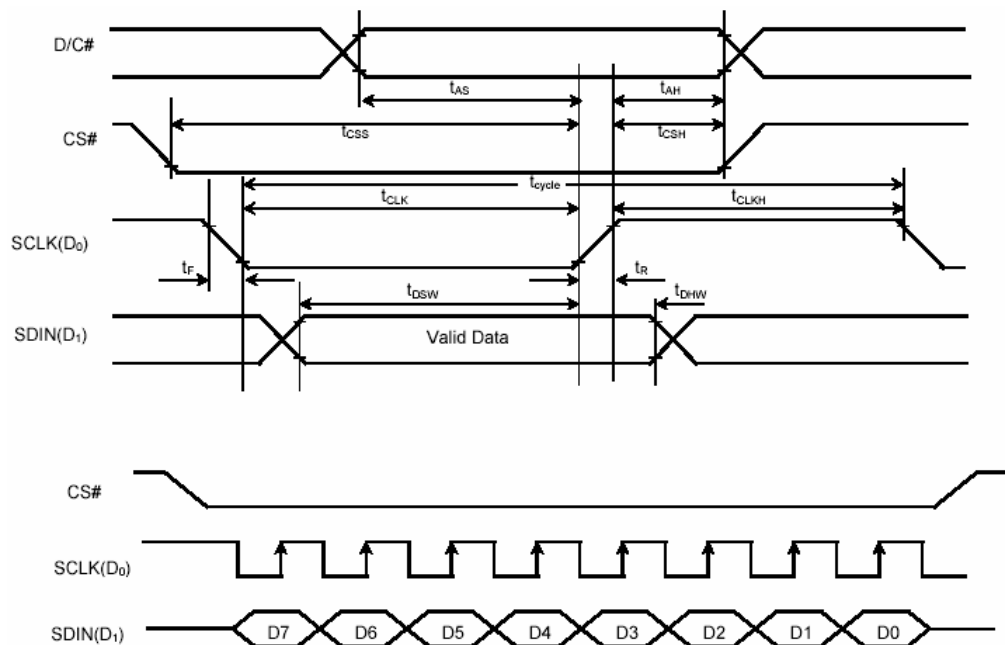 D/C#
tAS
tAH
CS#
tCSS
tCSH
tcycle
tCLK
tCLKH
SCLK(D0)
tF
tR
tDSW
tDHW
SDIN(D1)
Valid Data
CS#
SCLK(D0)
SDIN(D1)
D7 D6 D5 D4 D3 D2 D1 D0